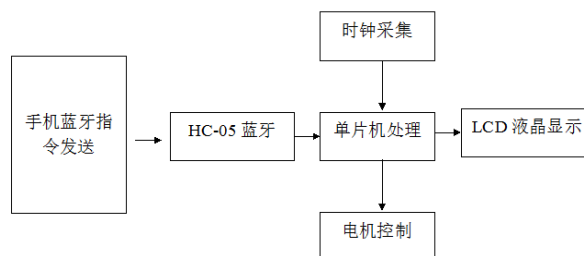 时钟采集
手机蓝牙指
令发送
HC-05 蓝牙
单片机处理
LCD 液晶显示
电机控制